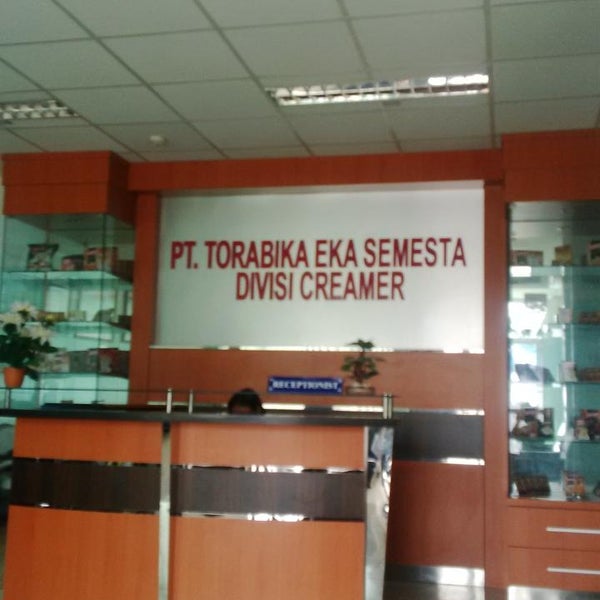 PT. TORABIKA EKA SEMESTA
DIVISI CREAMER
RECEPTIONIST